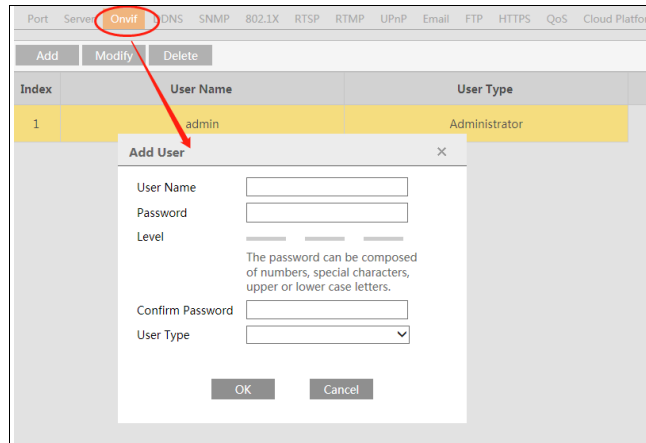 Port Server Onvif DDNS SNMP 802.1X RTSP RTMP UPnP Email FTP HTTPS QoS Cloud Platfo
Add Modify Delete
Index User Name User Type
1 admin Administrator
Add User ×
User Name
Password
Level
The password can be composed
of numbers, special characters,
upper or lower case letters.
Confirm Password
User Type
OK Cancel